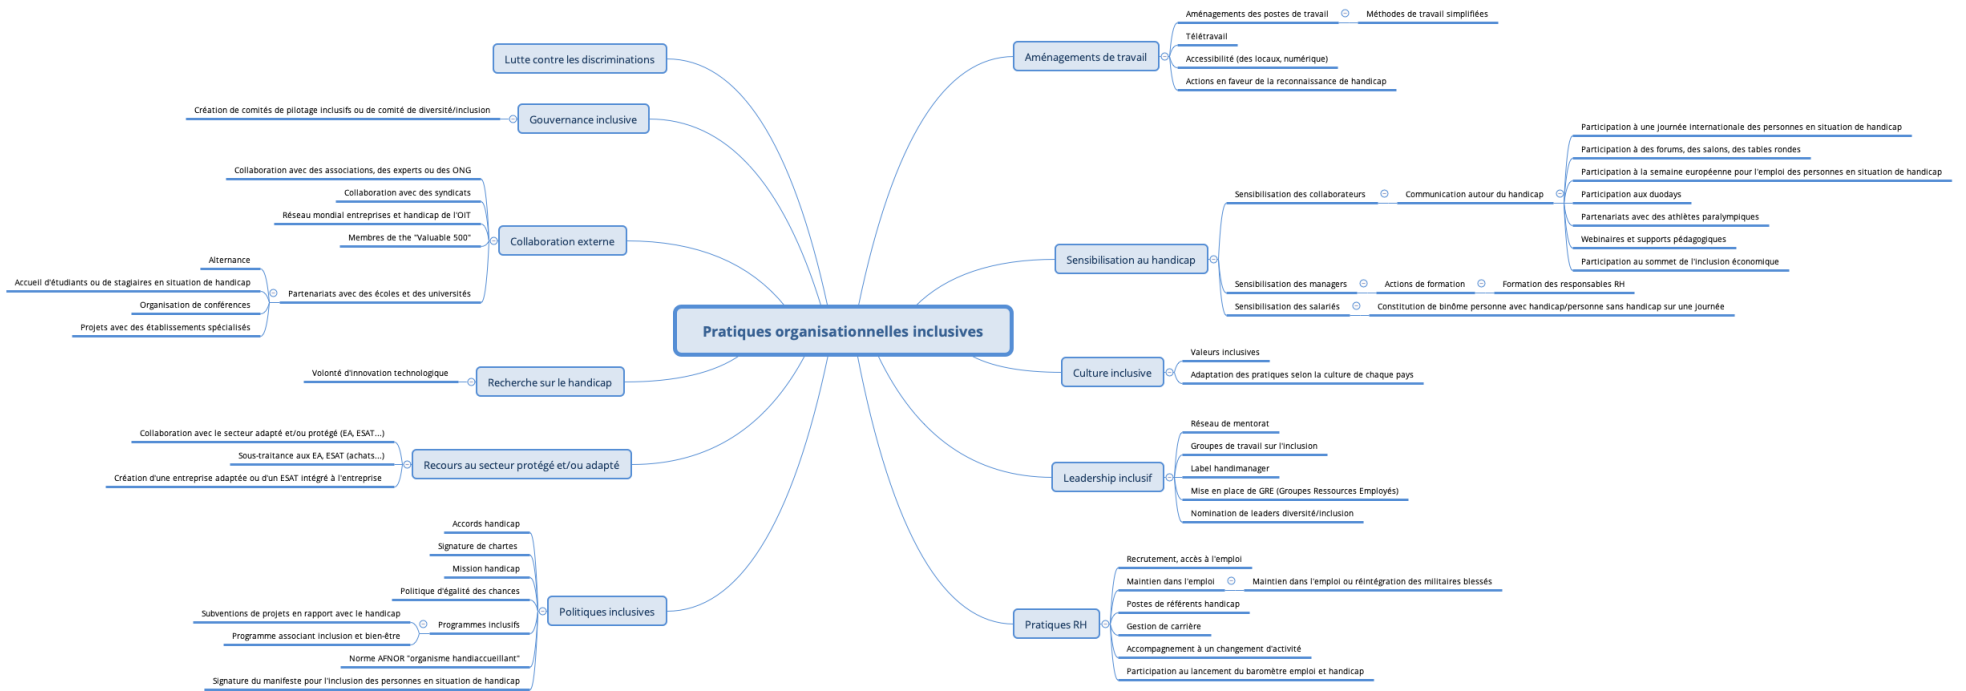 Pratiques organisationnelles inclusives
Lutte contre les discriminations
Gouvernance inclusive
Création de comités de pilotage inclusifs ou de comité de diversité/inclusion
Collaboration externe
Collaboration avec des associations, des experts ou des ONG
Collaboration avec des syndicats
Réseau mondial entreprises et handicap de l'OIT
Membres de the "Valuable 500"
Partenariats avec des écoles et des universités
Alternance
Accueil d'étudiants ou de stagiaires en situation de handicap
Organisation de conférences
Projets avec des établissements spécialisés
Recherche sur le handicap
Volonté d'innovation technologique
Recours au secteur protégé et/ou adapté
Collaboration avec le secteur adapté et/ou protégé (EA, ESAT...)
Sous-traitance aux EA, ESAT (achats...)
Création d'une entreprise adaptée ou d'un ESAT intégré à l'entreprise
Politiques inclusives
Accords handicap
Signature de chartes
Mission handicap
Politique d'égalité des chances
Programmes inclusifs
Subventions de projets en rapport avec le handicap
Programme associant inclusion et bien-être
Norme AFNOR "organisme handiaccueillant"
Signature du manifeste pour l'inclusion des personnes en situation de handicap
Aménagements de travail
Aménagements des postes de travail
Méthodes de travail simplifiées
Télétravail
Accessibilité (des locaux, numérique)
Actions en faveur de la reconnaissance de handicap
Sensibilisation au handicap
Sensibilisation des collaborateurs
Communication autour du handicap
Participation à une journée internationale des personnes en situation de handicap
Participation à des forums, des salons, des tables rondes
Participation à la semaine européenne pour l'emploi des personnes en situation de handicap
Participation aux duodays
Partenariats avec des athlètes paralympiques
Webinaires et supports pédagogiques
Participation au sommet de l'inclusion économique
Sensibilisation des managers
Actions de formation
Formation des responsables RH
Sensibilisation des salariés
Constitution de binôme personne avec handicap/personne sans handicap sur une journée
Culture inclusive
Valeurs inclusives
Adaptation des pratiques selon la culture de chaque pays
Leadership inclusif
Réseau de mentorat
Groupes de travail sur l'inclusion
Label handimanager
Mise en place de GRE (Groupes Ressources Employés)
Nomination de leaders diversité/inclusion
Pratiques RH
Recrutement, accès à l'emploi
Maintien dans l'emploi
Maintien dans l'emploi ou réintégration des militaires blessés
Postes de référents handicap
Gestion de carrière
Accompagnement à un changement d'activité
Participation au lancement du baromètre emploi et handicap